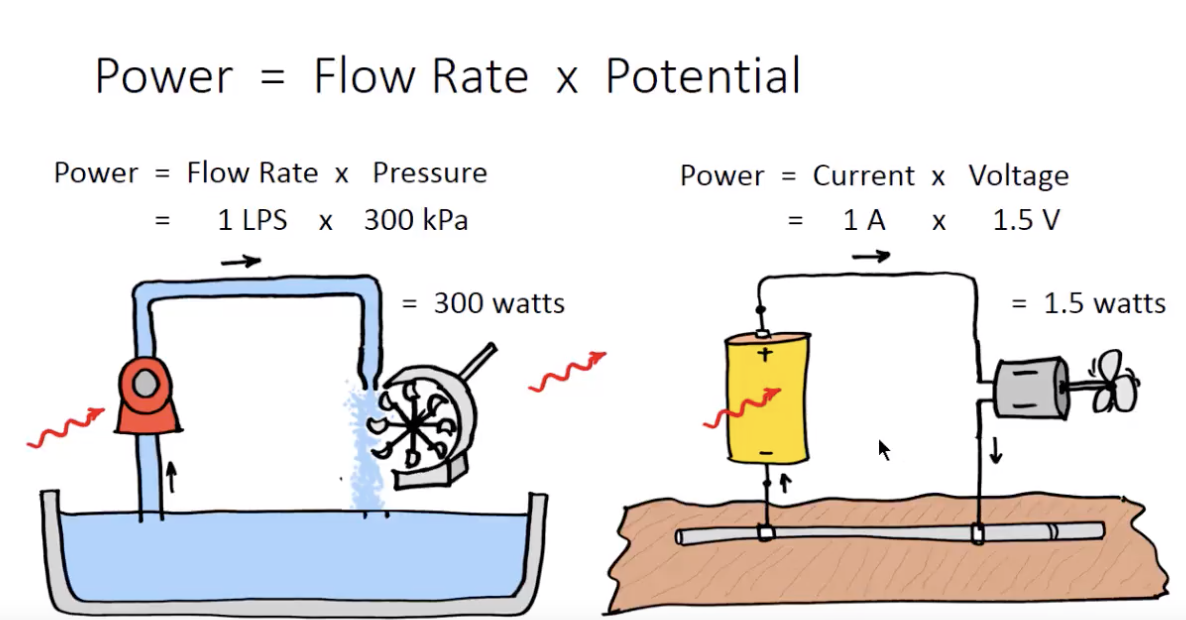 Power = Flow Rate x Potential
Power = Flow Rate x Pressure
= 1 LPS x 300 kPa
= 300 watts
Power = Current x Voltage
= 1 A x 1.5 V
= 1.5 watts
+
−